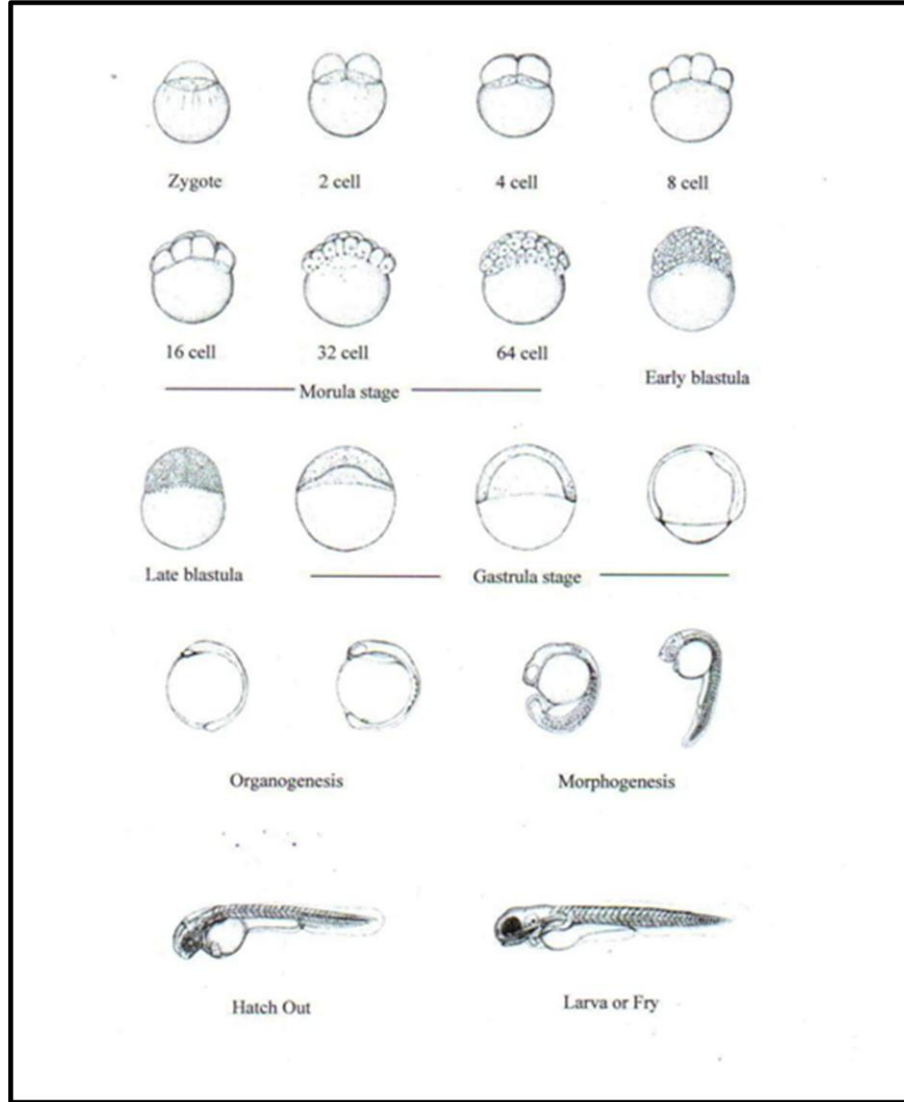 Zygote
2 cell
4 cell
8 cell
16 cell
32 cell
64 cell
Early blastula
Morula stage
Late blastula
Gastrula stage
Organogenesis
Morphogenesis
Hatch Out
Larva or Fry